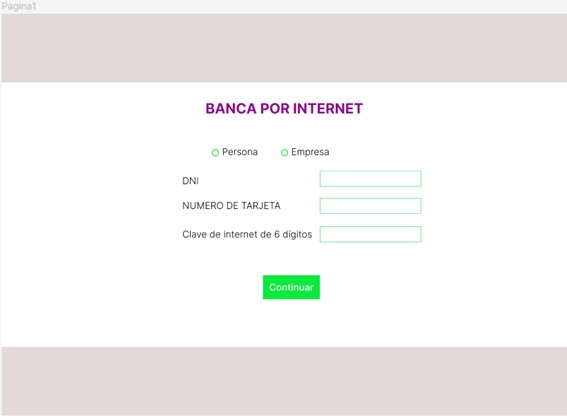 Pagina1
BANCA POR INTERNET
Persona Empresa
DNI
NUMERO DE TARJETA
Clave de internet de 6 dígitos
Continuar